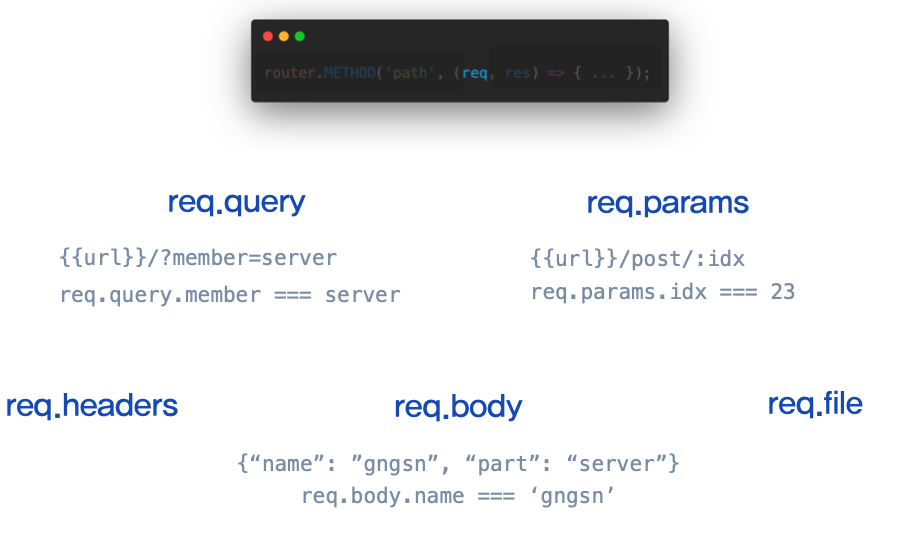 router.METHOD('path', (req, res) => { ... });
req.query
{{url}}/?member=server
req.query.member === server
req.params
{{url}}/post/:idx
req.params.idx === 23
req.headers
req.body
{“name”: ”gngsn”, “part”: “server”}
req.body.name === ‘gngsn’
req.file